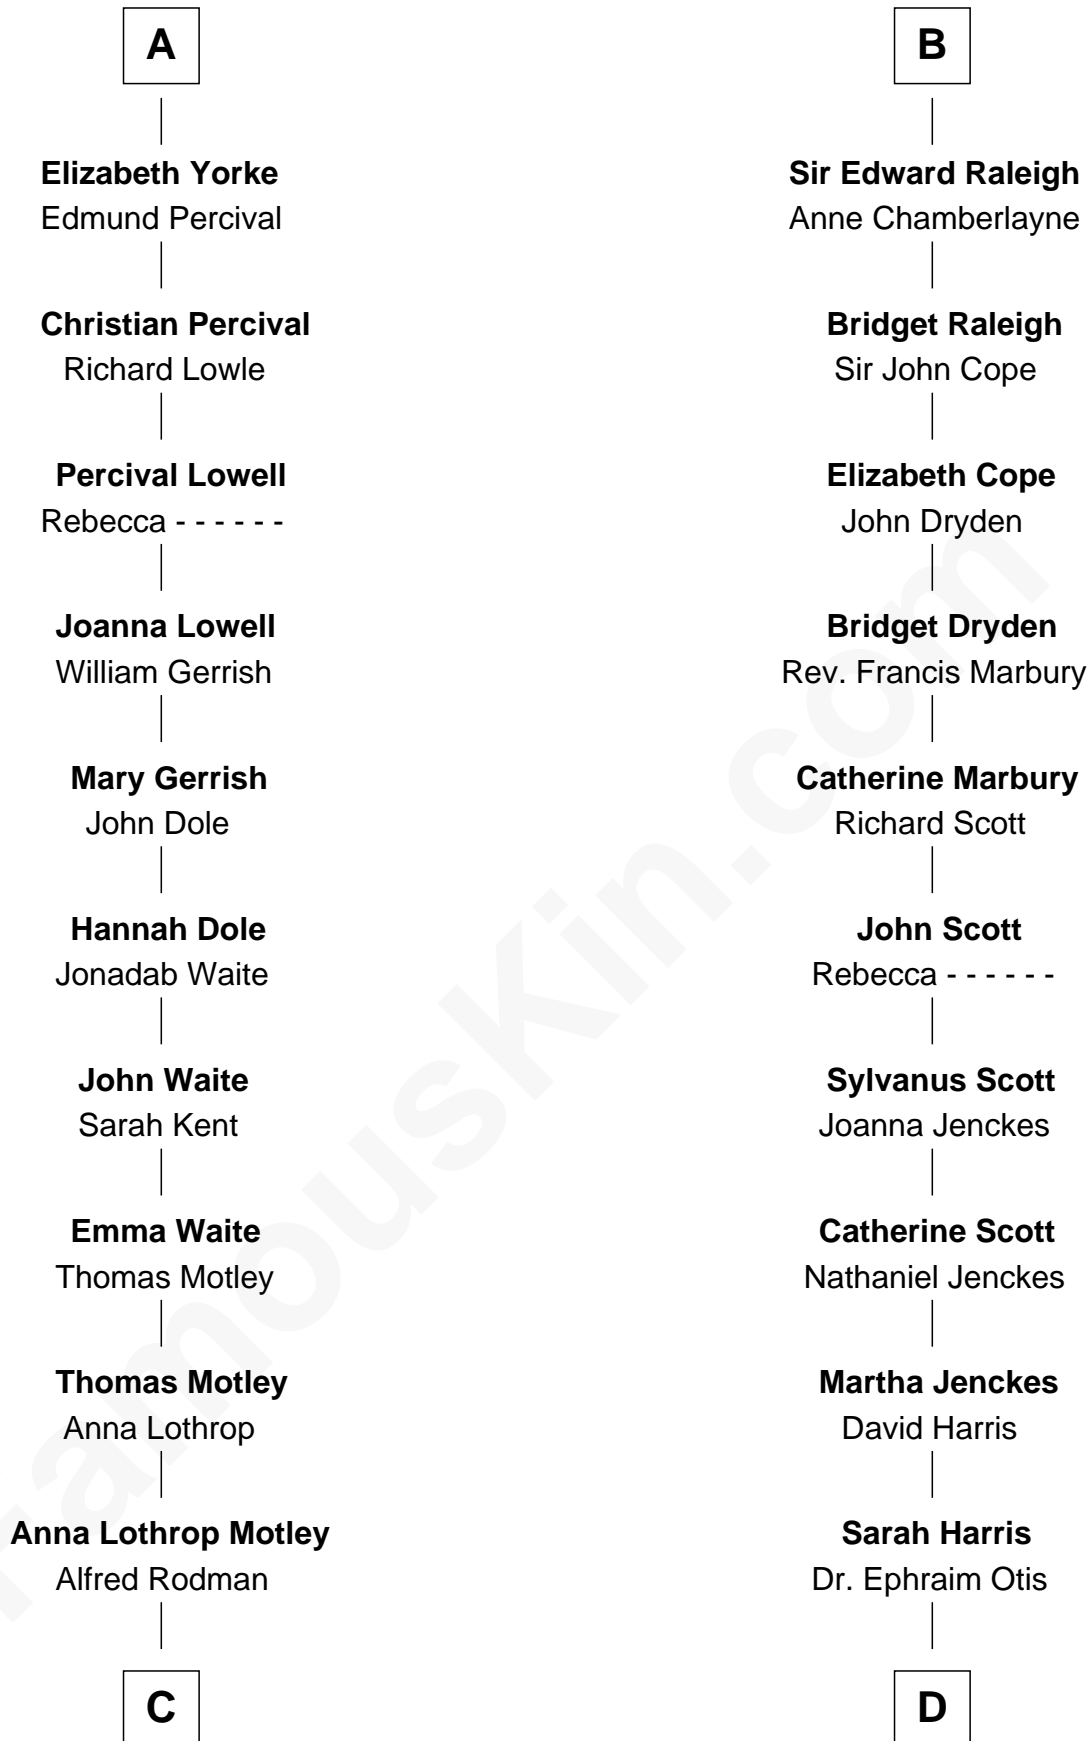 A
Elizabeth Yorke
Edmund Percival
Christian Percival
Richard Lowle
Percival Lowell
Rebecca - - - - - -
Joanna Lowell
William Gerrish
Mary Gerrish
John Dole
Hannah Dole
Jonadab Waite
John Waite
Sarah Kent
Emma Waite
Thomas Motley
Thomas Motley
Anna Lothrop
Anna Lothrop Motley
Alfred Rodman
C
B
Sir Edward Raleigh
Anne Chamberlayne
Bridget Raleigh
Sir John Cope
Elizabeth Cope
John Dryden
Bridget Dryden
Rev. Francis Marbury
Catherine Marbury
Richard Scott
John Scott
Rebecca - - - - - -
Sylvanus Scott
Joanna Jenckes
Catherine Scott
Nathaniel Jenckes
Martha Jenckes
David Harris
Sarah Harris
Dr. Ephraim Otis
D
FamousKin.com